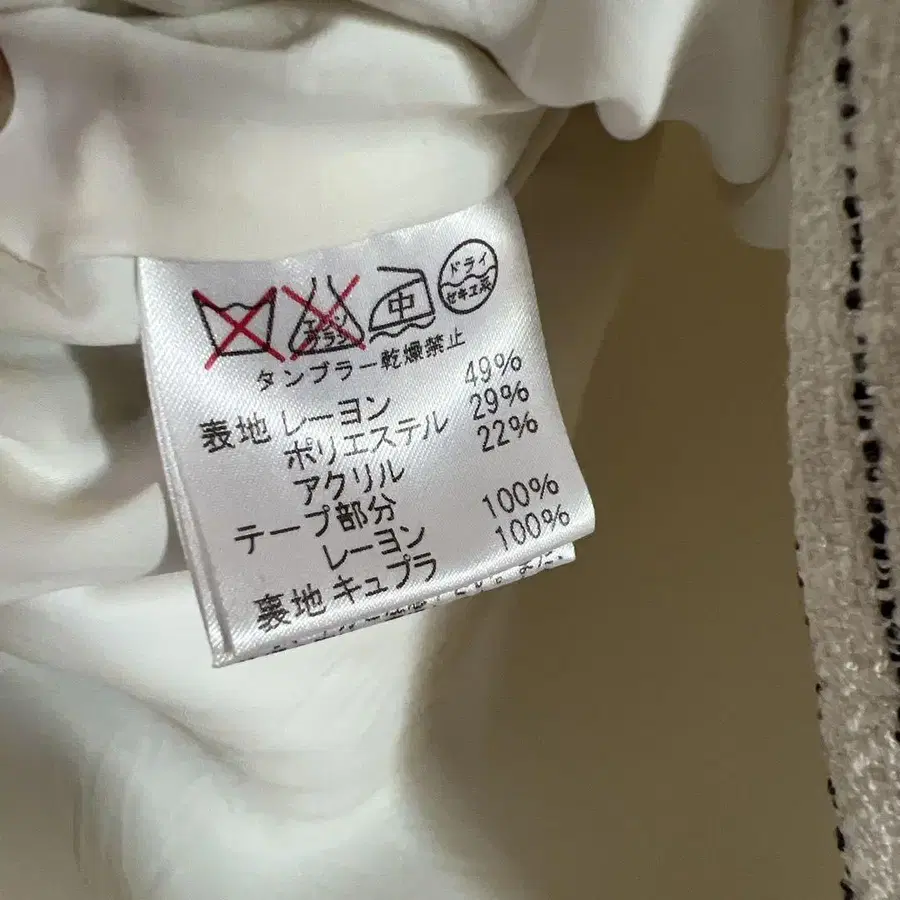 エンソ サラシ
中
ドライ
セキユ系
タンブラー乾燥禁止
表地 レーヨン 49%
ポリエステル 29%
アクリル 22%
テープ部分
レーヨン 100%
裏地 キュプラ 100%